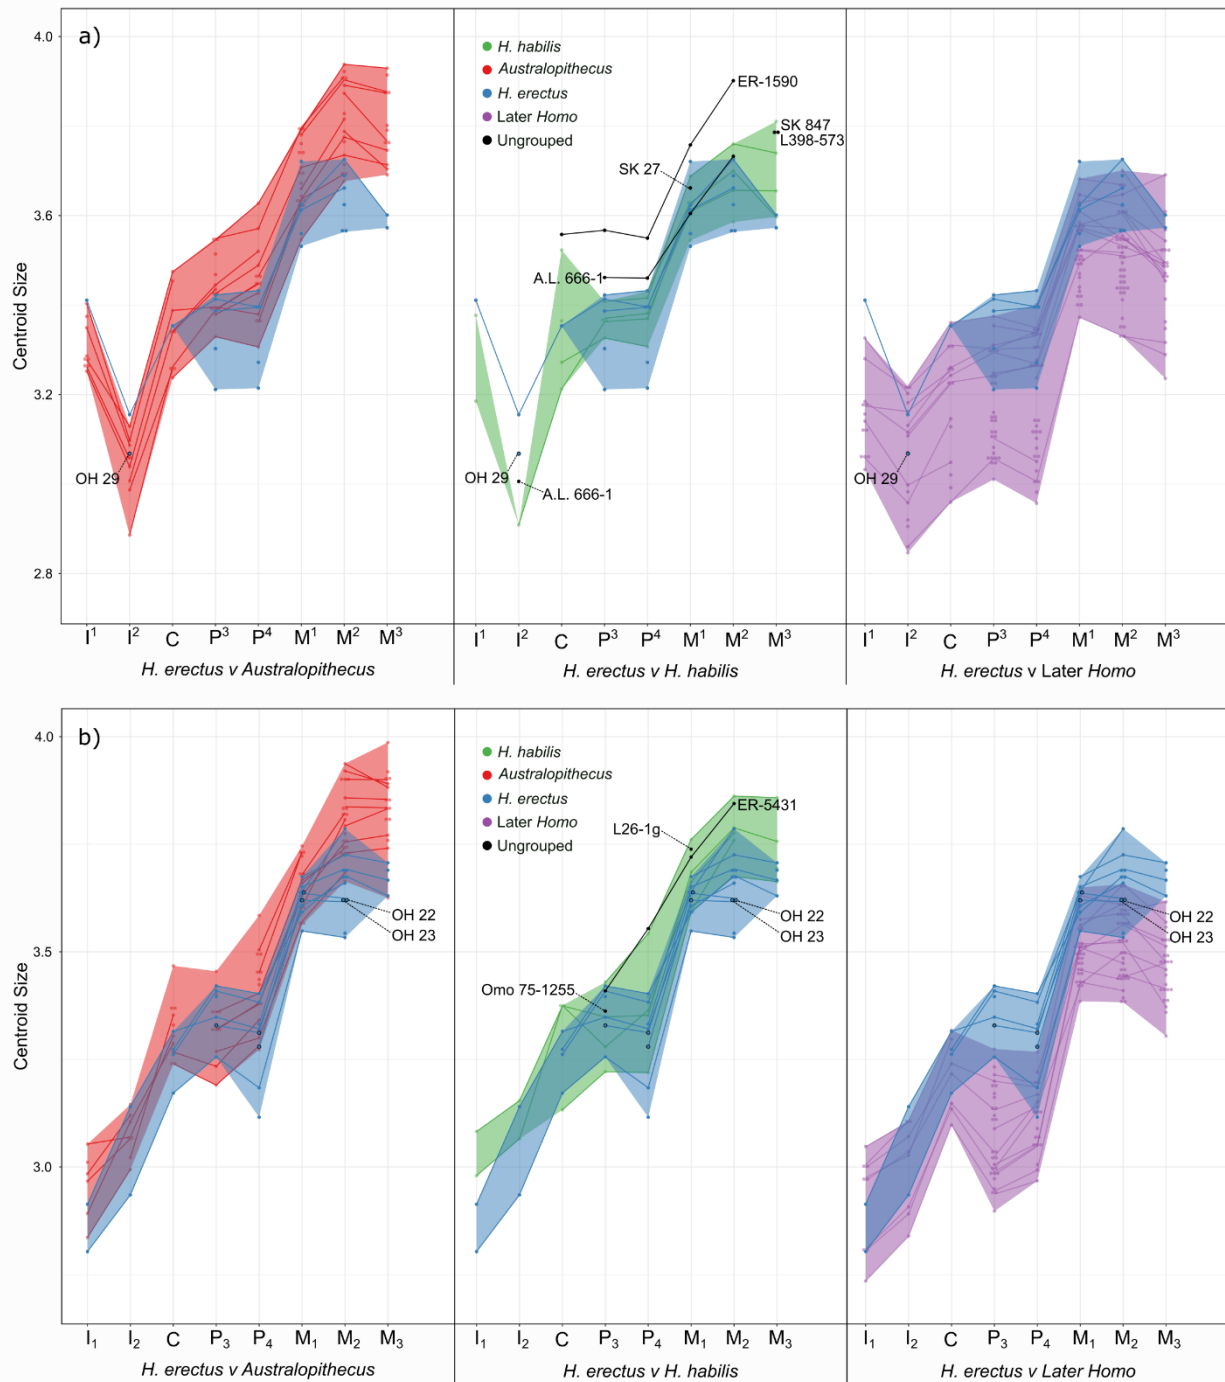 a)
4.0
3.6
3.2
2.8
Centroid Size
OH 29
I¹ I² C P³ P⁴ M¹ M² M³
H. erectus v Australopithecus
H. habilis
Australopithecus
H. erectus
Later Homo
Ungrouped
ER-1590
SK 847
L398-573
SK 27
A.L. 666-1
OH 29
A.L. 666-1
I¹ I² C P³ P⁴ M¹ M² M³
H. erectus v H. habilis
OH 29
I¹ I² C P³ P⁴ M¹ M² M³
H. erectus v Later Homo
b)
4.0
3.5
3.0
Centroid Size
OH 22
OH 23
I₁ I₂ C P₃ P₄ M₁ M₂ M₃
H. erectus v Australopithecus
H. habilis
Australopithecus
H. erectus
Later Homo
Ungrouped
ER-5431
L26-1g
OH 22
OH 23
Omo 75-1255
I₁ I₂ C P₃ P₄ M₁ M₂ M₃
H. erectus v H. habilis
OH 22
OH 23
I₁ I₂ C P₃ P₄ M₁ M₂ M₃
H. erectus v Later Homo